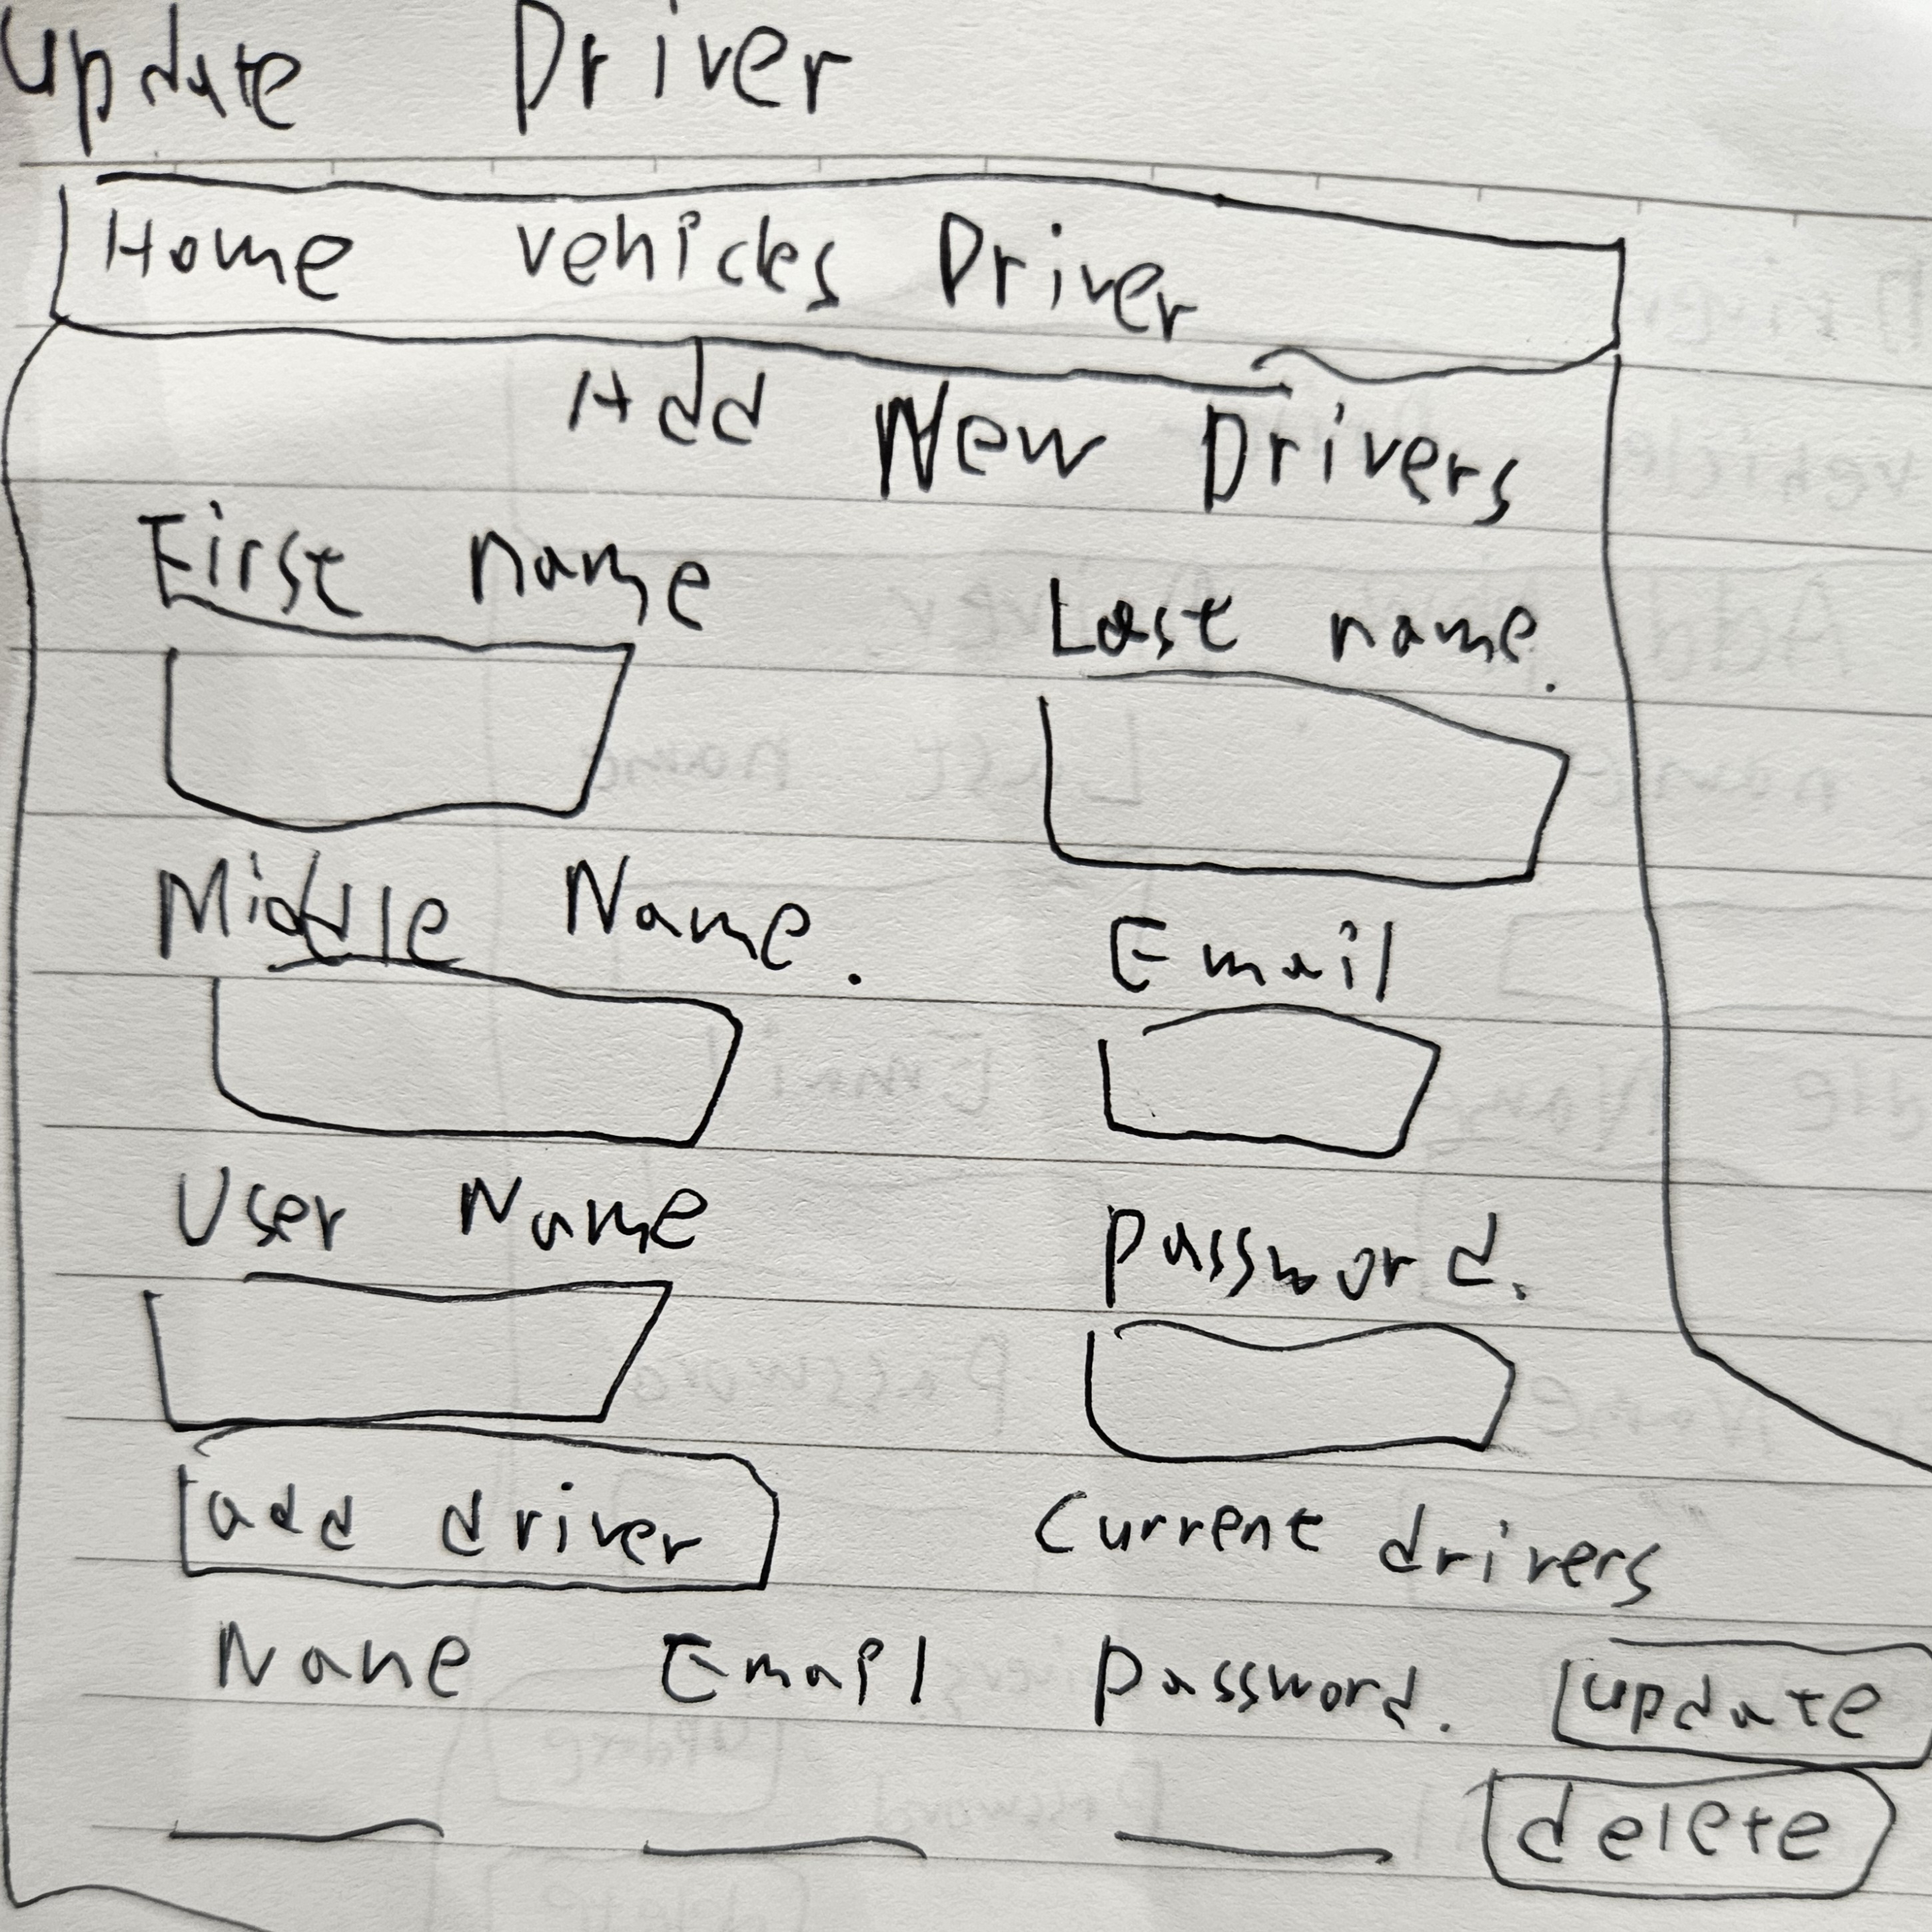 update Driver
Home vehicles Driver
Add New Drivers
First name
Last name.
Middle Name.
Email
User Name
password.
add driver
Current drivers
Name Email password. update
delete